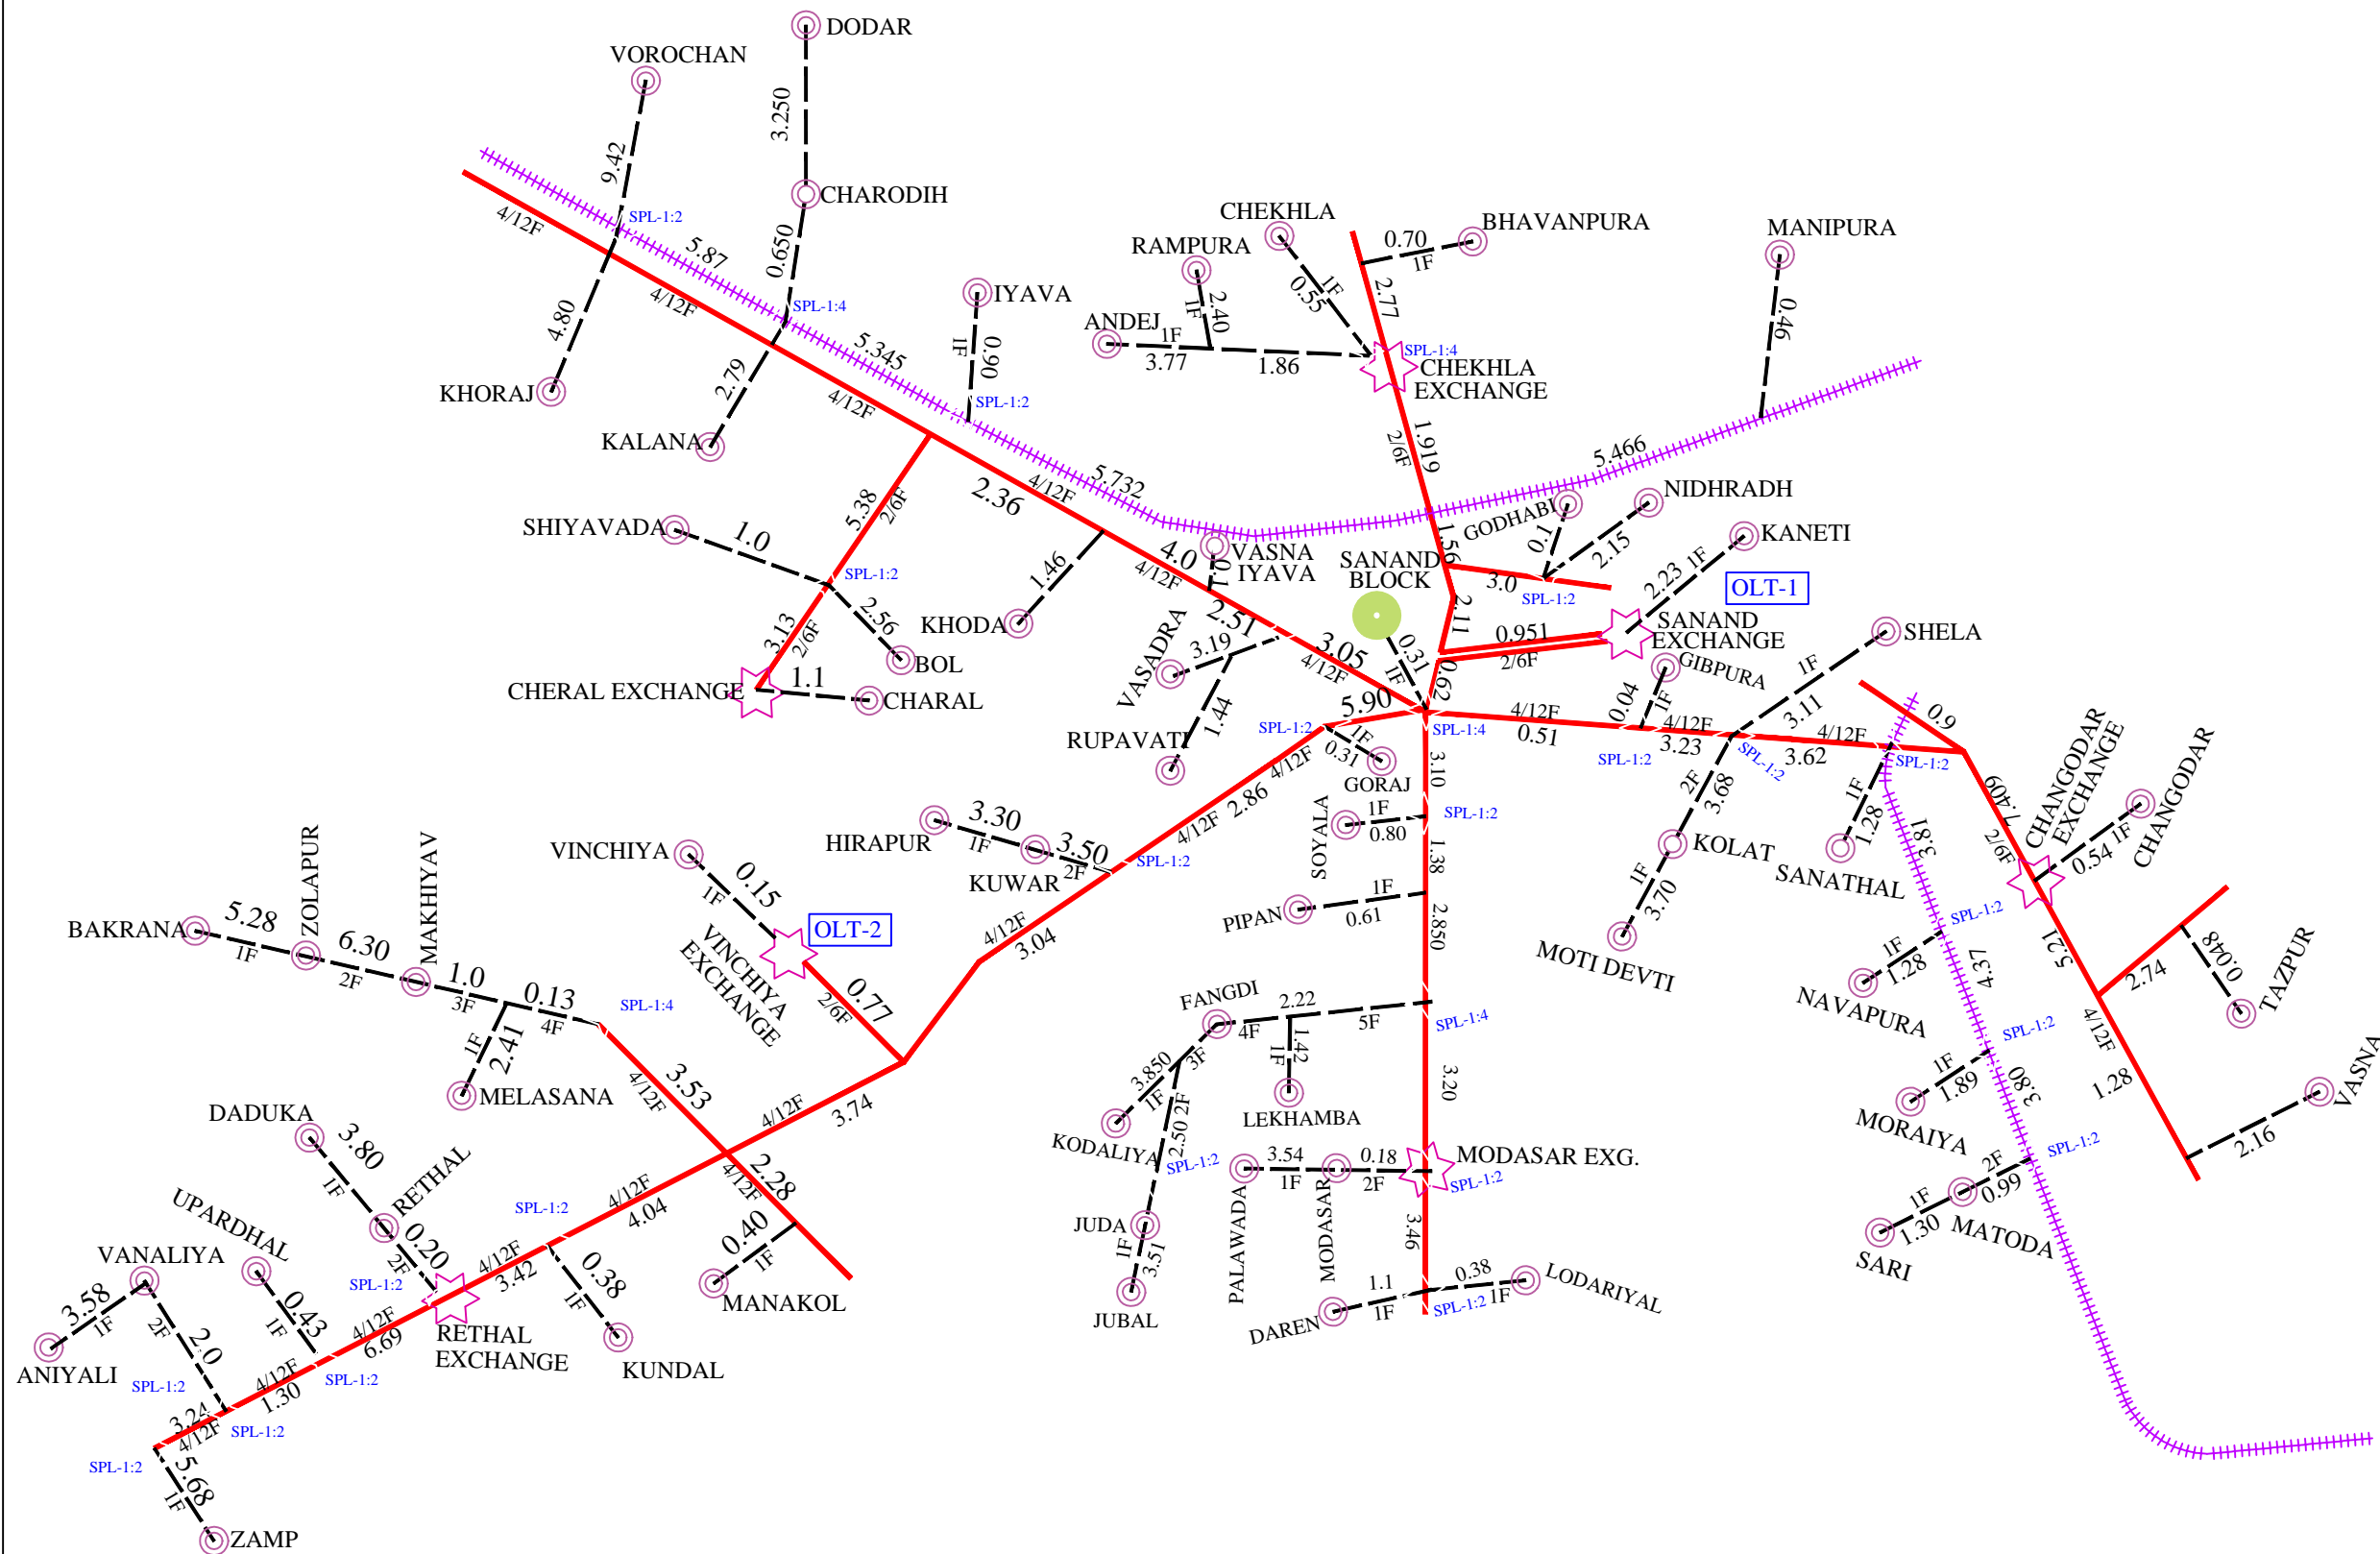 DODAR
VOROCHAN
3.250
9.42
CHARODIH
SPL-1:2
4/12F
5.87
0.650
CHEKHLA
BHAVANPURA
MANIPURA
RAMPURA
0.70
1F
IYAVA
4/12F
SPL-1:4
1F
0.55
2.77
4.80
ANDEJ
1F
3.77
1F
2.40
1.86
0.46
5.345
1F
0.90
SPL-1:4
CHEKHLA
EXCHANGE
KHORAJ
2.79
4/12F
SPL-1:2
KALANA
1.919
2/6F
5.466
5.732
4/12F
2.36
5.38
2/6F
NIDHRADH
GODHABI
SHIYAVADA
1.0
KANETI
0.1
2.15
1.56
4.0
4/12F
VASNA
IYAVA
0.1
SANAND
BLOCK
2.23 1F
OLT-1
3.0
SPL-1:2
SPL-1:2
1.46
2.56
2.11
KHODA
2.51
SANAND
EXCHANGE
0.951
2/6F
SHELA
3.13
2/6F
BOL
VASADRA
3.19
3.05
4/12F
0.31
1F
GIBPURA
1F
CHERAL EXCHANGE
1.1
CHARAL
0.62
5.90
0.04
1F
3.11
0.9
1.44
RUPAVATI
SPL-1:2
1F
0.31
SPL-1:4
4/12F
0.51
4/12F
3.23
SPL-1:2
SPL-1:2
4/12F
3.62
SPL-1:2
CHANGODAR
EXCHANGE
CHANGODAR
4/12F
GORAJ
3.10
2F
3.68
7.409
2/6F
2.86
4/12F
SOYALA
1F
0.80
SPL-1:2
1F
1.28
3.81
0.54 1F
HIRAPUR
3.30
1F
3.50
2F
KUWAR
SPL-1:2
1.38
KOLAT
SANATHAL
VINCHIYA
0.15
1F
ZOLAPUR
MAKHIYAV
1F
3.70
PIPAN
1F
0.61
BAKRANA
5.28
1F
OLT-2
SPL-1:2
4/12F
3.04
2.850
VINCHIYA
EXCHANGE
6.30
2F
1.0
3F
0.13
4F
SPL-1:4
MOTI DEVTI
1F
1.28
4.37
5.21
2.74
0.048
TAZPUR
NAVAPURA
0.77
2/6F
FANGDI
2.22
4F
5F
SPL-1:4
SPL-1:2
1F
2.41
1F
1.42
3.850
1F
3F
4/12F
MELASANA
3.53
4/12F
3.20
1F
1.89
3.80
1.28
VASNA
LEKHAMBA
MORAIYA
DADUKA
3.80
1F
4/12F
3.74
KODALIYA
2.50 2F
SPL-1:2
MODASAR EXG.
SPL-1:2
SPL-1:2
2.16
3.54
1F
0.18
2F
RETHAL
UPARDHAL
2.28
4/12F
2F
0.99
4/12F
4.04
SPL-1:2
PALAWADA
MODASAR
JUDA
1F
3.51
3.46
1F
1.30
MATODA
SARI
VANALIYA
0.20
2F
4/12F
3.42
0.40
1F
0.38
1F
MANAKOL
3.58
1F
2F
2.0
0.43
1F
SPL-1:2
1.1
1F
0.38
1F
LODARIYAL
SPL-1:2
JUBAL
DAREN
4/12F
6.69
RETHAL
EXCHANGE
KUNDAL
ANIYALI
SPL-1:2
4/12F
1.30
SPL-1:2
3.24
4/12F
SPL-1:2
SPL-1:2
5.68
1F
ZAMP